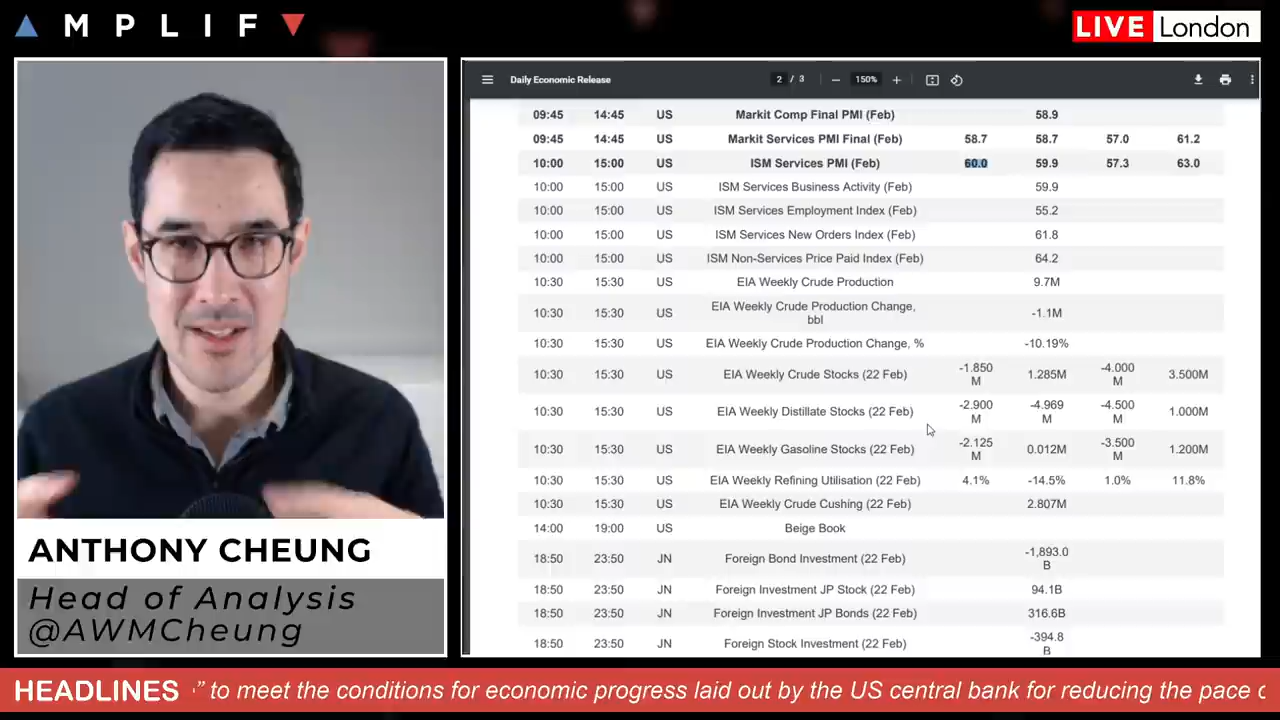 AMPLIFY
LIVE London
Daily Economic Release
2 / 3
150%
09:45 14:45 US Markit Comp Final PMI (Feb) 58.9
09:45 14:45 US Markit Services PMI Final (Feb) 58.7 58.7 57.0 61.2
10:00 15:00 US ISM Services PMI (Feb) 60.0 59.9 57.3 63.0
10:00 15:00 US ISM Services Business Activity (Feb) 59.9
10:00 15:00 US ISM Services Employment Index (Feb) 55.2
10:00 15:00 US ISM Services New Orders Index (Feb) 61.8
10:00 15:00 US ISM Non-Services Price Paid Index (Feb) 64.2
10:30 15:30 US EIA Weekly Crude Production 9.7M
10:30 15:30 US EIA Weekly Crude Production Change, bbl -1.1M
10:30 15:30 US EIA Weekly Crude Production Change, % -10.19%
10:30 15:30 US EIA Weekly Crude Stocks (22 Feb) -1.850 M 1.285M -4.000 M 3.500M
10:30 15:30 US EIA Weekly Distillate Stocks (22 Feb) -2.900 M -4.969 M -4.500 M 1.000M
10:30 15:30 US EIA Weekly Gasoline Stocks (22 Feb) -2.125 M 0.012M -3.500 M 1.200M
10:30 15:30 US EIA Weekly Refining Utilisation (22 Feb) 4.1% -14.5% 1.0% 11.8%
10:30 15:30 US EIA Weekly Crude Cushing (22 Feb) 2.807M
14:00 19:00 US Beige Book
18:50 23:50 JN Foreign Bond Investment (22 Feb) -1,893.0 B
18:50 23:50 JN Foreign Investment JP Stock (22 Feb) 94.1B
18:50 23:50 JN Foreign Investment JP Bonds (22 Feb) 316.6B
18:50 23:50 JN Foreign Stock Investment (22 Feb) -394.8 B
ANTHONY CHEUNG
Head of Analysis
@AWMCheung
HEADLINES " to meet the conditions for economic progress laid out by the US central bank for reducing the pace